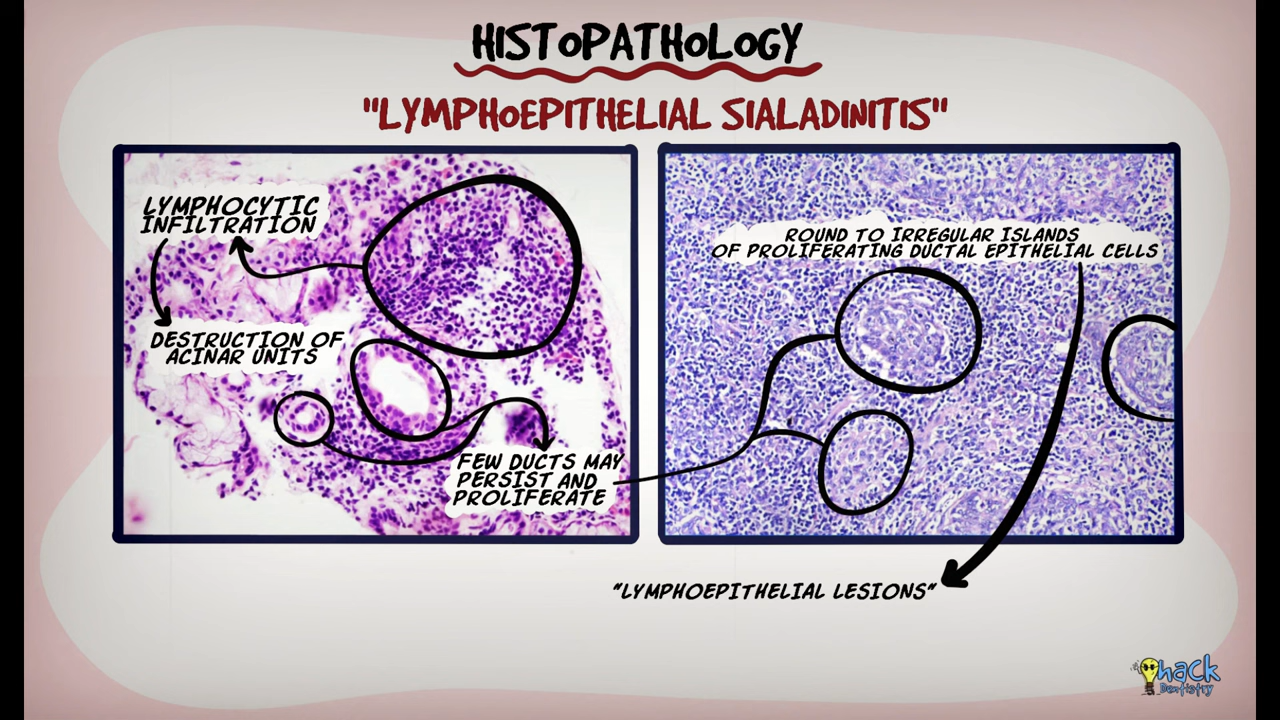 HISTOPATHOLOGY
"LYMPHOEPITHELIAL SIALADINITIS"
LYMPHOCYTIC
INFILTRATION
DESTRUCTION OF
ACINAR UNITS
FEW DUCTS MAY
PERSIST AND
PROLIFERATE
ROUND TO IRREGULAR ISLANDS
OF PROLIFERATING DUCTAL EPITHELIAL CELLS
"LYMPHOEPITHELIAL LESIONS"
hack
Dentistry